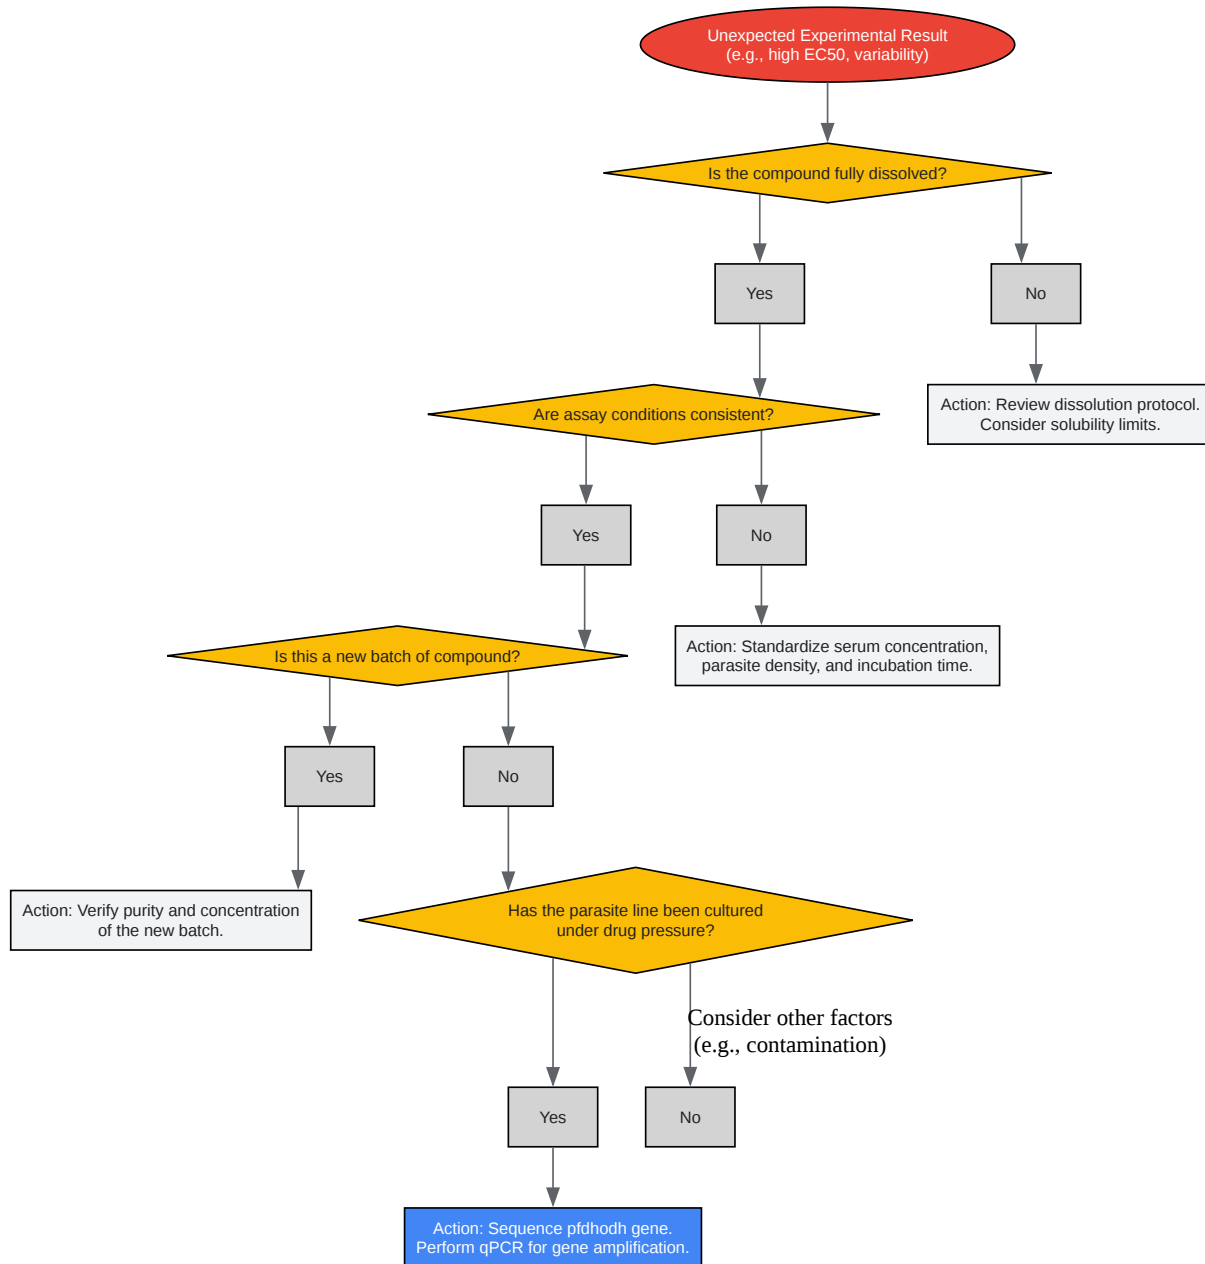 Unexpected Experimental Result
(e.g., high EC50, variability)
Is the compound fully dissolved?
Yes
No
Action: Review dissolution protocol.
Consider solubility limits.
Are assay conditions consistent?
Yes
No
Action: Standardize serum concentration,
parasite density, and incubation time.
Is this a new batch of compound?
Yes
No
Action: Verify purity and concentration
of the new batch.
Has the parasite line been cultured
under drug pressure?
Consider other factors
(e.g., contamination)
Yes
No
Action: Sequence pfdhodh gene.
Perform qPCR for gene amplification.